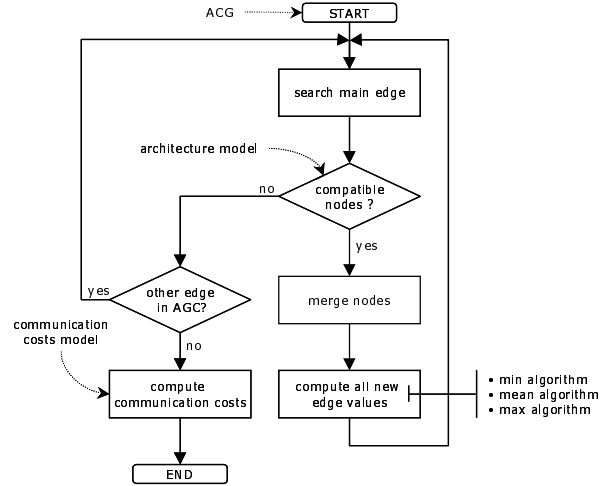 ACG
START
search main edge
architecture model
compatible
nodes ?
no
yes
other edge
in AGC?
yes
merge nodes
communication
costs model
no
compute
communication costs
compute all new
edge values
• min algorithm
• mean algorithm
• max algorithm
END